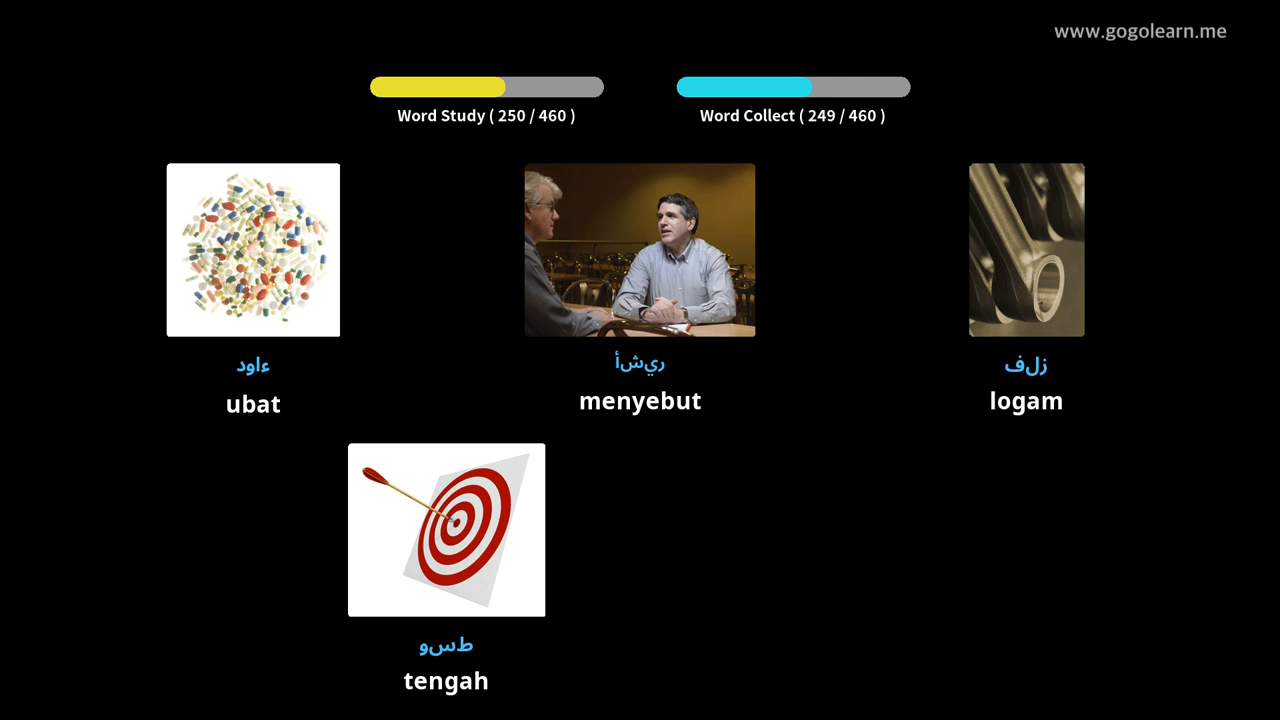 www.gogolearn.me
Word Study ( 250 / 460 )
Word Collect ( 249 / 460 )
ءاود
ريشأ
زلف
ubat
menyebut
logam
طسو
tengah